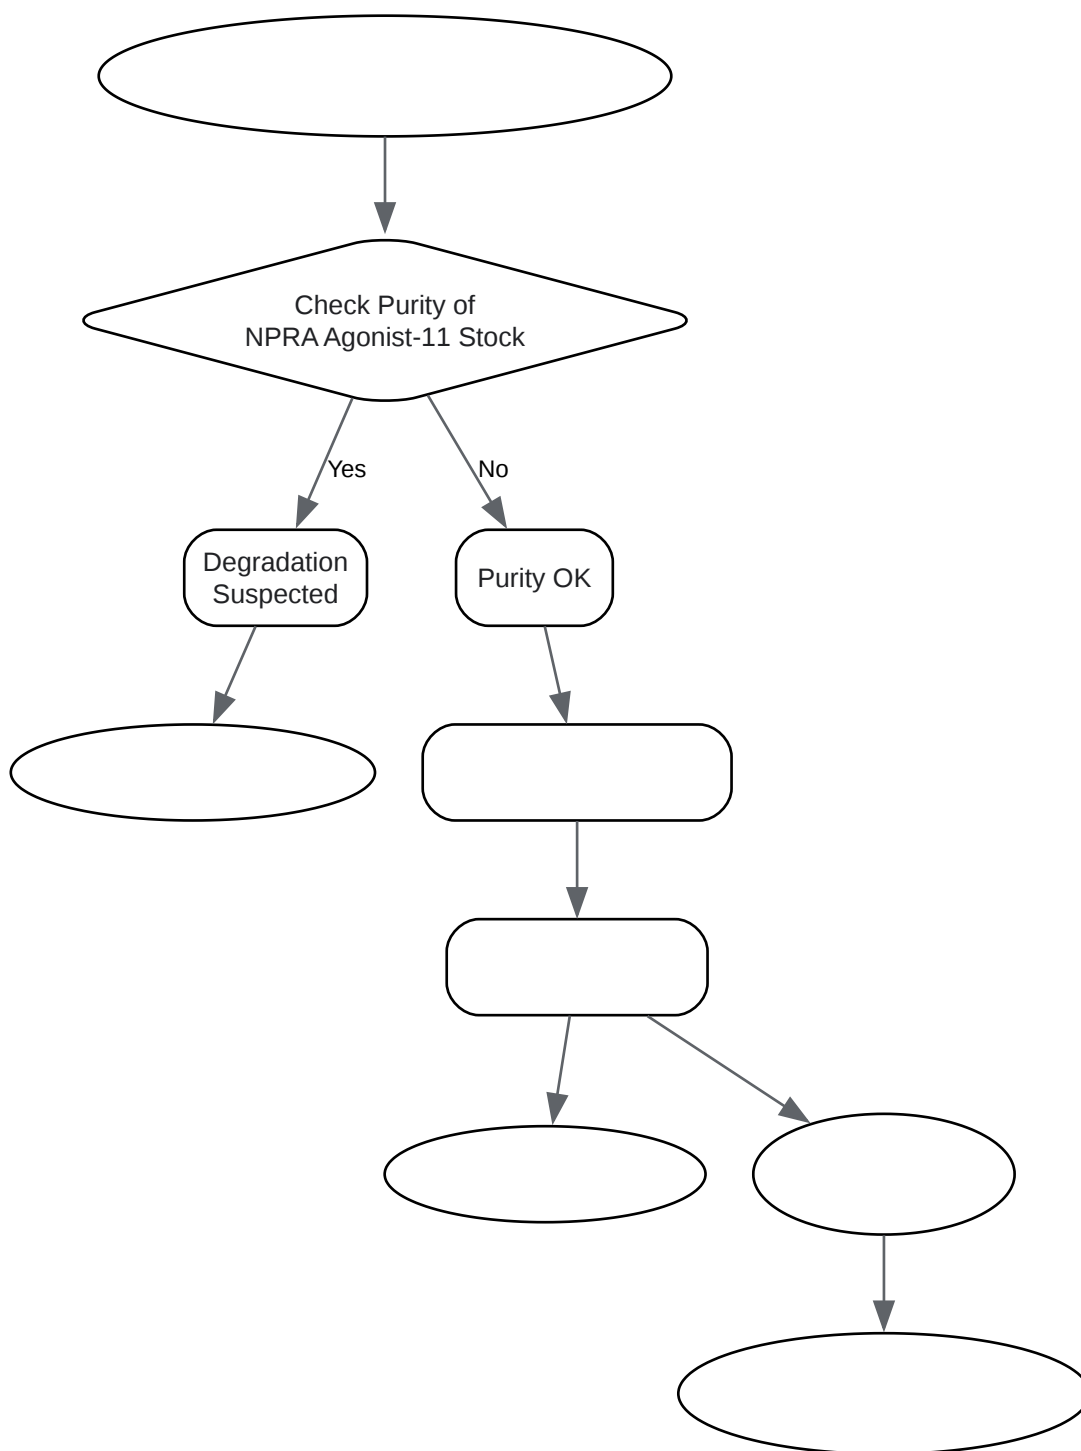 Check Purity of
NPRA Agonist-11 Stock
Yes
No
Degradation
Suspected
Purity OK